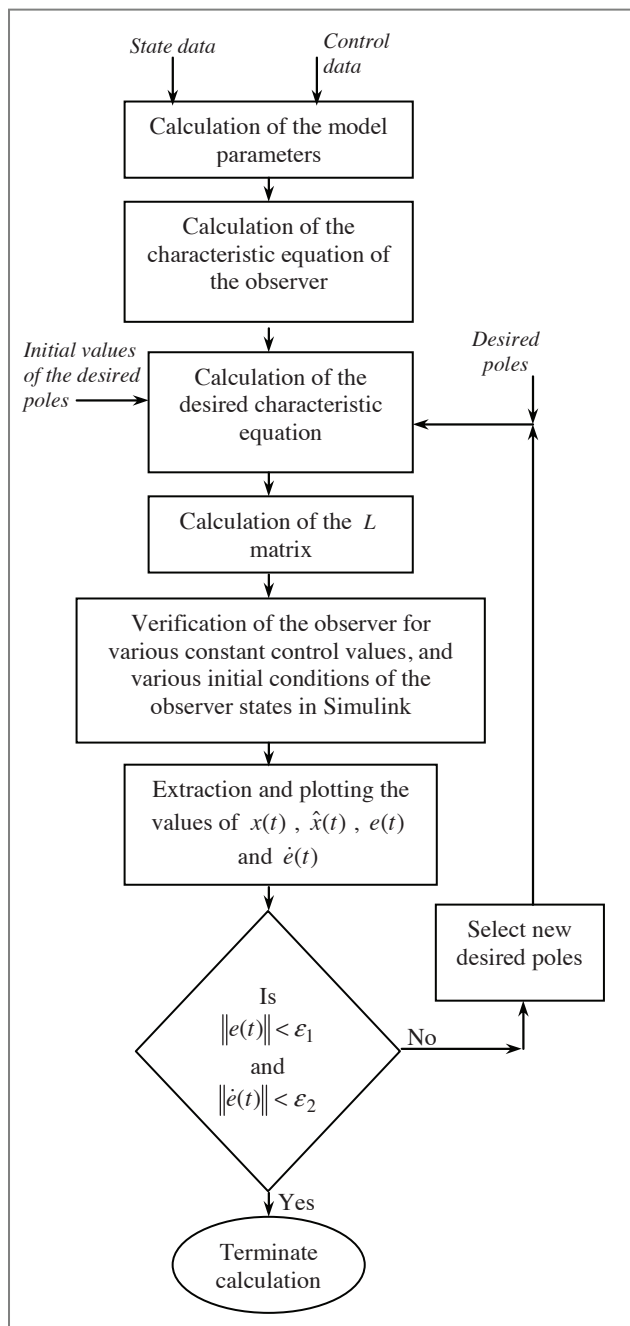 State data
Control
data
Calculation of the model
parameters
Calculation of the
characteristic equation of
the observer
Initial values
of the desired
poles
Desired
poles
Calculation of the
desired characteristic
equation
Calculation of the L
matrix
Verification of the observer for
various constant control values, and
various initial conditions of the
observer states in Simulink
Extraction and plotting the
values of x(t) , x̂(t) , e(t)
and ė(t)
Select new
desired poles
Is
‖e(t)‖ < ε₁
and
‖ė(t)‖ < ε₂
No
Yes
Terminate
calculation